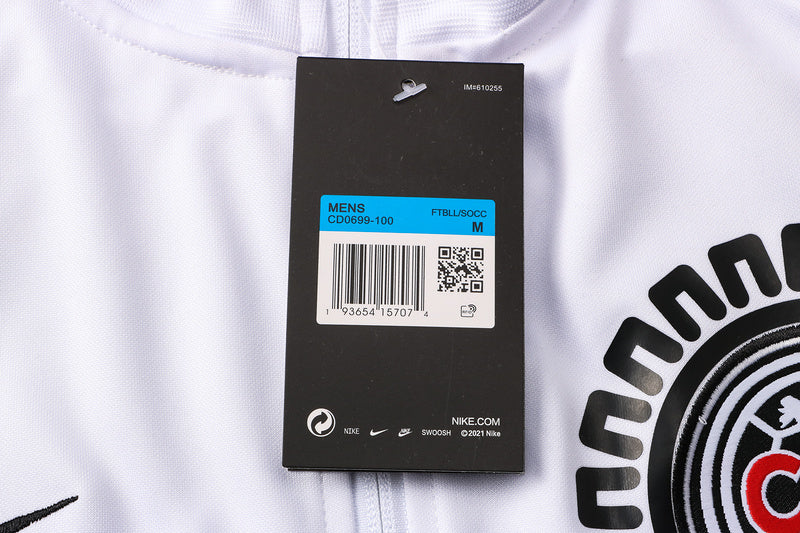 IM#610255
MENS
CD0699-100
FTBLL/SOCC
M
1 93654 15707 4
NIKE
SWOOSH
NIKE.COM
©2021 Nike
C